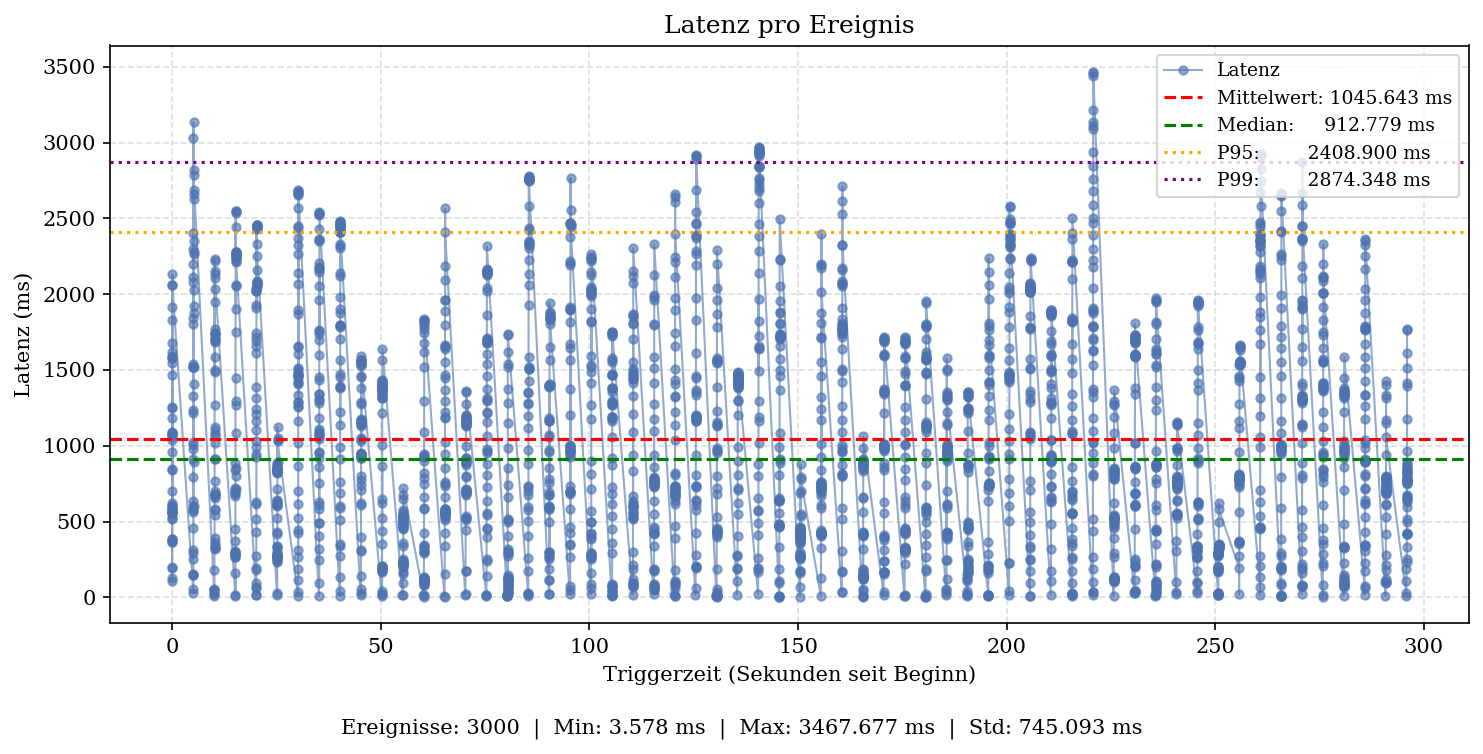 Latenz pro Ereignis
Latenz (ms)
3500
3000
2500
2000
1500
1000
500
0
Latenz
Mittelwert: 1045.643 ms
Median: 912.779 ms
P95: 2408.900 ms
P99: 2874.348 ms
0 50 100 150 200 250 300
Triggerzeit (Sekunden seit Beginn)
Ereignisse: 3000 | Min: 3.578 ms | Max: 3467.677 ms | Std: 745.093 ms